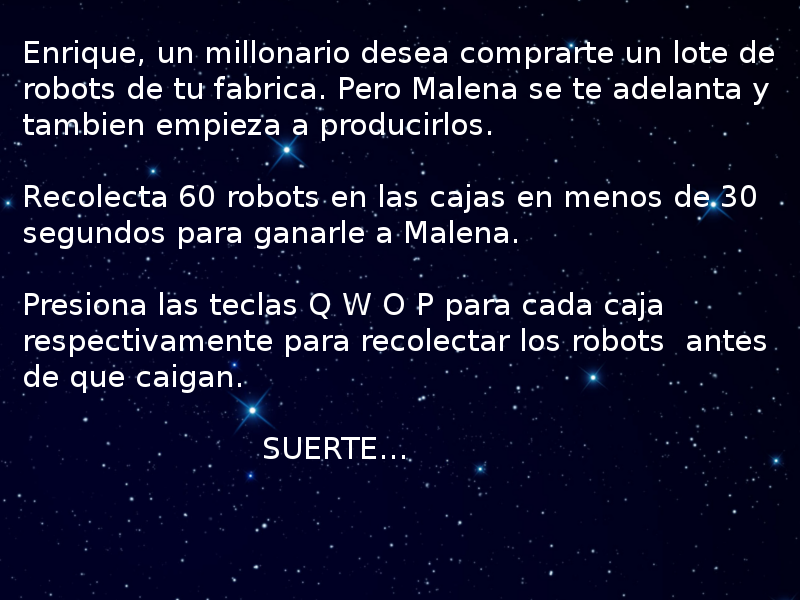 Enrique, un millonario desea comprarte un lote de
robots de tu fabrica. Pero Malena se te adelanta y
tambien empieza a producirlos.
Recolecta 60 robots en las cajas en menos de 30
segundos para ganarle a Malena.
Presiona las teclas Q W O P para cada caja
respectivamente para recolectar los robots  antes
de que caigan.
SUERTE...